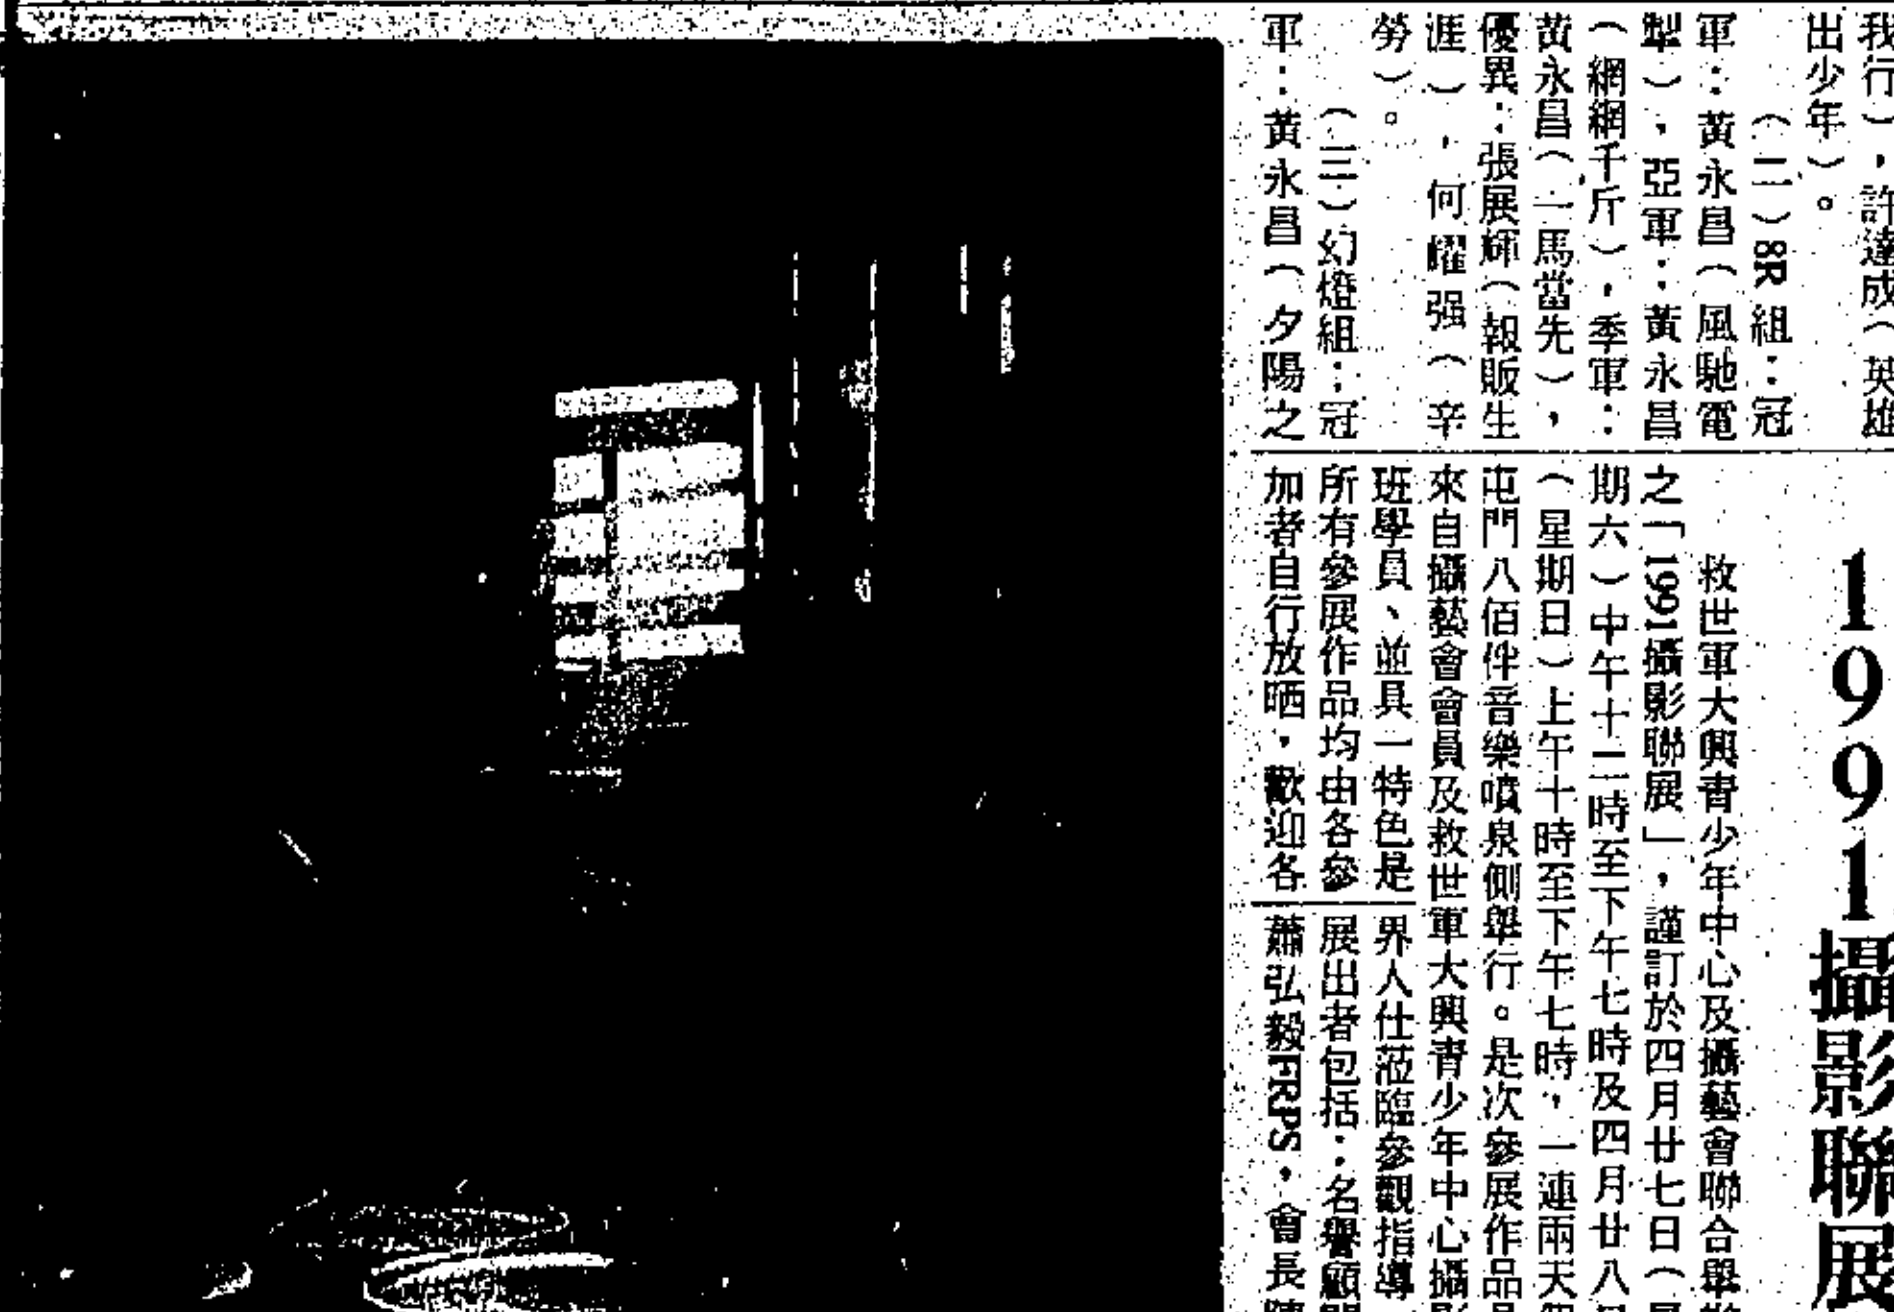 我行），許達成（英雄
出少年）。
（二）8R組：冠
軍：黃永昌（風馳電
掣），亞軍：黃永昌
（網網千斤），季軍：
黃永昌（一馬當先），
優異：張展輝（報販生
涯），何耀强（辛
勞）。
（三）幻燈組：冠
軍：黃永昌（夕陽之
1991攝影聯展
救世軍大興青少年中心及攝藝會聯合舉
之「1991攝影聯展」，謹訂於四月廿七日（
期六）中午十二時至下午七時及四月廿八
（星期日）上午十時至下午七時，一連兩天
屯門八佰伴音樂噴泉側舉行。是次參展作品
來自攝藝會會員及救世軍大興青少年中心攝
班學員、並具一特色是
所有參展作品均由各參
加者自行放晒，歡迎各
界人仕蒞臨參觀指導
展出者包括：名譽顧
蕭弘毅FRPS，會長